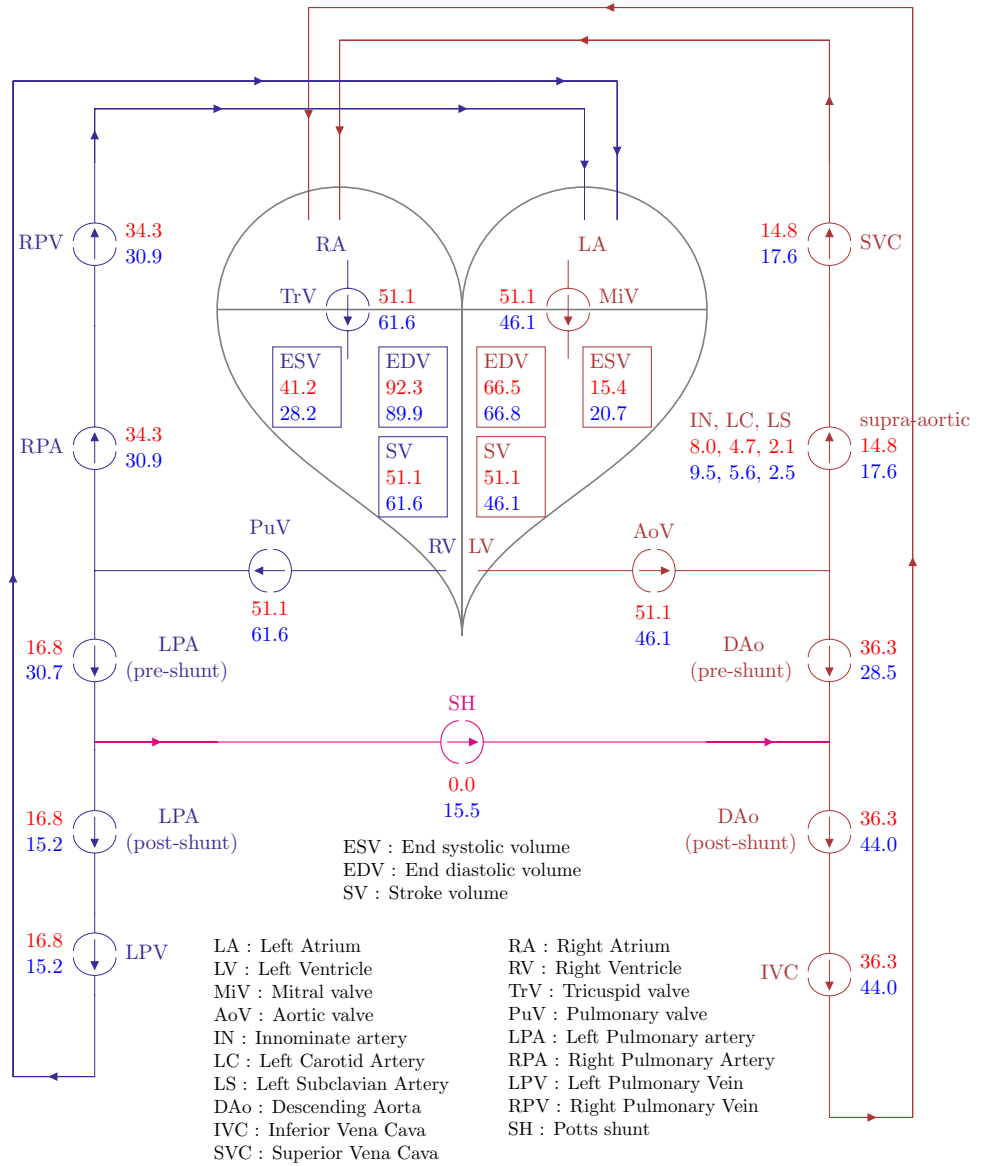 RPV
34.3
30.9
RA
LA
14.8
17.6
SVC
TrV
51.1
61.6
51.1
46.1
MiV
ESV
41.2
28.2
EDV
92.3
89.9
EDV
66.5
66.8
ESV
15.4
20.7
RPA
34.3
30.9
SV
51.1
61.6
SV
51.1
46.1
IN, LC, LS
8.0, 4.7, 2.1
9.5, 5.6, 2.5
supra-aortic
14.8
17.6
PuV
51.1
61.6
RV
LV
AoV
51.1
46.1
16.8
30.7
LPA
(pre-shunt)
DAo
(pre-shunt)
36.3
28.5
SH
0.0
15.5
16.8
15.2
LPA
(post-shunt)
DAo
(post-shunt)
36.3
44.0
ESV : End systolic volume
EDV : End diastolic volume
SV : Stroke volume
16.8
15.2
LPV
IVC
36.3
44.0
LA : Left Atrium
LV : Left Ventricle
MiV : Mitral valve
AoV : Aortic valve
IN : Innominate artery
LC : Left Carotid Artery
LS : Left Subclavian Artery
DAo : Descending Aorta
IVC : Inferior Vena Cava
SVC : Superior Vena Cava
RA : Right Atrium
RV : Right Ventricle
TrV : Tricuspid valve
PuV : Pulmonary valve
LPA : Left Pulmonary artery
RPA : Right Pulmonary Artery
LPV : Left Pulmonary Vein
RPV : Right Pulmonary Vein
SH : Potts shunt